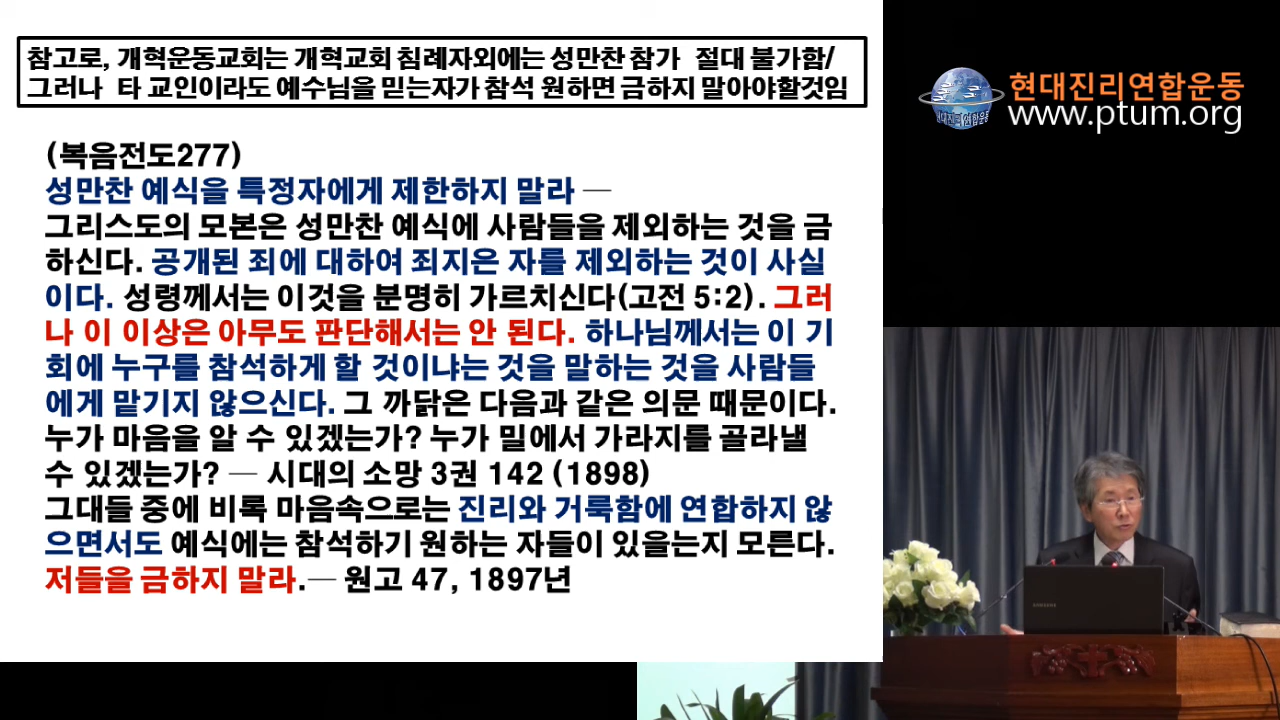 참고로, 개혁운동교회는 개혁교회 침례자외에는 성만찬 참가 절대 불가함/
그러나 타 교인이라도 예수님을 믿는자가 참석 원하면 금하지 말아야할것임
(복음전도277)
성만찬 예식을 특정자에게 제한하지 말라 —
그리스도의 모본은 성만찬 예식에 사람들을 제외하는 것을 금
하신다. 공개된 죄에 대하여 죄지은 자를 제외하는 것이 사실
이다. 성령께서는 이것을 분명히 가르치신다(고전 5:2). 그러
나 이 이상은 아무도 판단해서는 안 된다. 하나님께서는 이 기
회에 누구를 참석하게 할 것이냐는 것을 말하는 것을 사람들
에게 맡기지 않으신다. 그 까닭은 다음과 같은 의문 때문이다.
누가 마음을 알 수 있겠는가? 누가 밀에서 가라지를 골라낼
수 있겠는가? — 시대의 소망 3권 142 (1898)
그대들 중에 비록 마음속으로는 진리와 거룩함에 연합하지 않
으면서도 예식에는 참석하기 원하는 자들이 있을는지 모른다.
저들을 금하지 말라.— 원고 47, 1897년
현대진리연합운동
www.ptum.org
현대진리연합운동
SAMSUNG